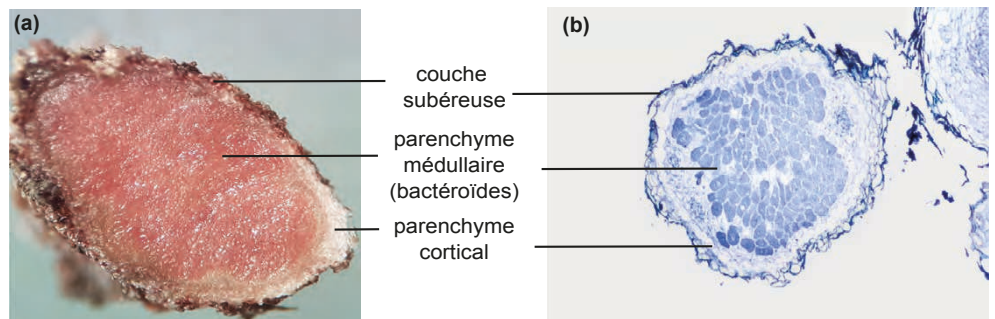 (a)
(b)
couche
subéreuse
parenchyme
médullaire
(bactéroïdes)
parenchyme
cortical